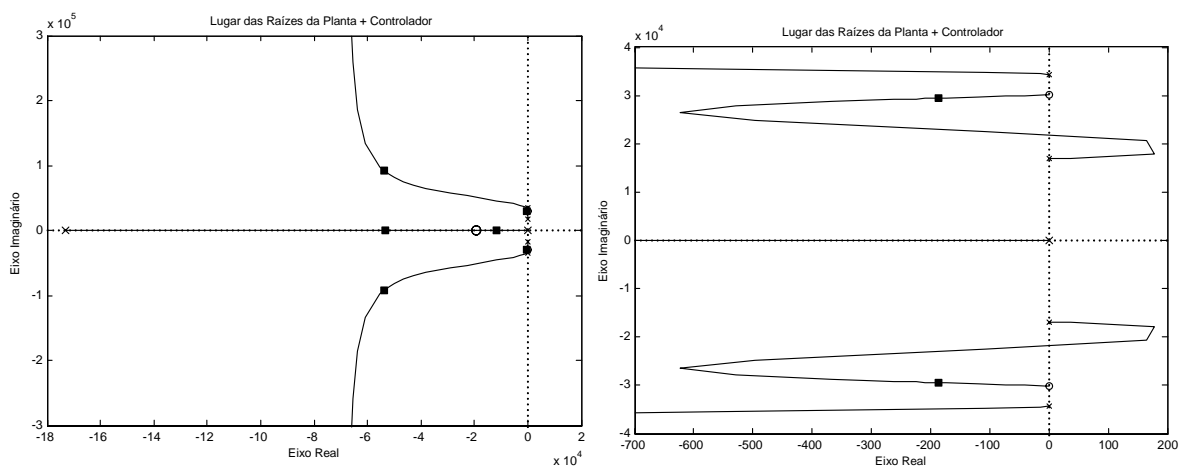 Lugar das Raízes da Planta + Controlador
x 10^5
3
2
1
0
-1
-2
-3
Eixo Imaginário
-18 -16 -14 -12 -10 -8 -6 -4 -2 0 2
x 10^4
Eixo Real
Lugar das Raízes da Planta + Controlador
x 10^4
4
3
2
1
0
-1
-2
-3
-4
Eixo Imaginário
-700 -600 -500 -400 -300 -200 -100 0 100 200
Eixo Real